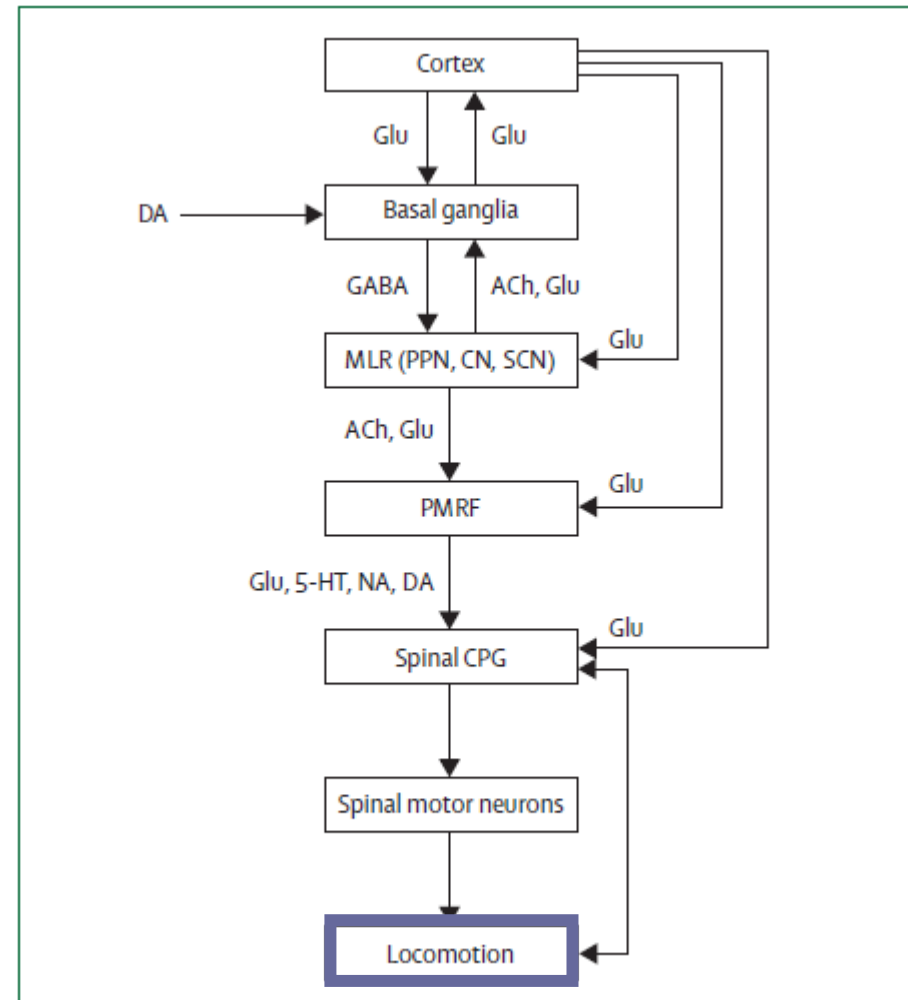 Cortex
Glu
Glu
DA
Basal ganglia
GABA
ACh, Glu
Glu
MLR (PPN, CN, SCN)
ACh, Glu
Glu
PMRF
Glu, 5-HT, NA, DA
Glu
Spinal CPG
Spinal motor neurons
Locomotion